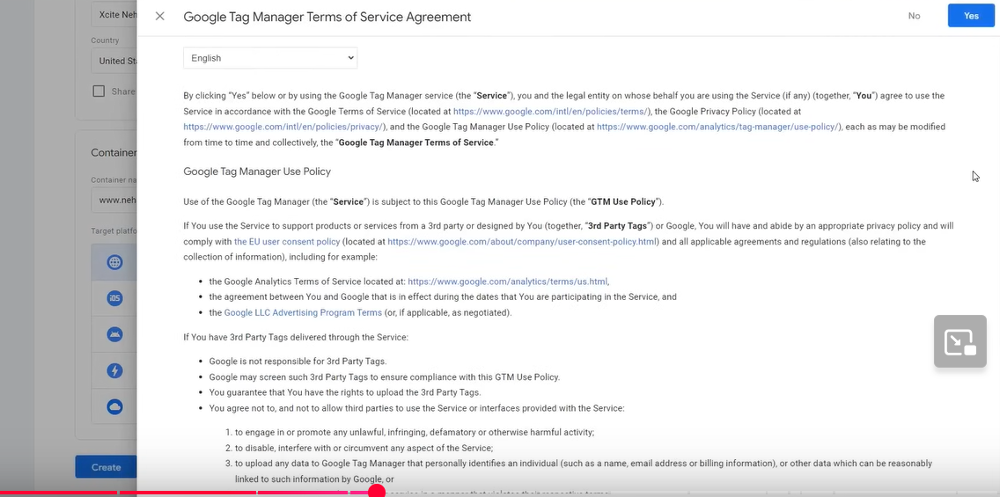 Google Tag Manager Terms of Service Agreement
No
Yes
Xcite Neh
Country
United Sta
Share
Container
Container na
www.neh
Target platfo
iOS
Create
English
By clicking “Yes” below or by using the Google Tag Manager service (the “Service”), you and the legal entity on whose behalf you are using the Service (if any) (together, “You”) agree to use the
Service in accordance with the Google Terms of Service (located at https://www.google.com/intl/en/policies/terms/), the Google Privacy Policy (located at
https://www.google.com/intl/en/policies/privacy/), and the Google Tag Manager Use Policy (located at https://www.google.com/analytics/tag-manager/use-policy/), each as may be modified
from time to time and collectively, the “Google Tag Manager Terms of Service.”
Google Tag Manager Use Policy
Use of the Google Tag Manager (the “Service”) is subject to this Google Tag Manager Use Policy (the “GTM Use Policy”).
If You use the Service to support products or services from a 3rd party or designed by You (together, “3rd Party Tags”) or Google, You will have and abide by an appropriate privacy policy and will
comply with the EU user consent policy (located at https://www.google.com/about/company/user-consent-policy.html) and all applicable agreements and regulations (also relating to the
collection of information), including for example:
• the Google Analytics Terms of Service located at: https://www.google.com/analytics/terms/us.html,
• the agreement between You and Google that is in effect during the dates that You are participating in the Service, and
• the Google LLC Advertising Program Terms (or, if applicable, as negotiated).
If You have 3rd Party Tags delivered through the Service:
• Google is not responsible for 3rd Party Tags.
• Google may screen such 3rd Party Tags to ensure compliance with this GTM Use Policy.
• You guarantee that You have the rights to upload the 3rd Party Tags.
• You agree not to, and not to allow third parties to use the Service or interfaces provided with the Service:
1. to engage in or promote any unlawful, infringing, defamatory or otherwise harmful activity;
2. to disable, interfere with or circumvent any aspect of the Service;
3. to upload any data to Google Tag Manager that personally identifies an individual (such as a name, email address or billing information), or other data which can be reasonably
linked to such information by Google, or